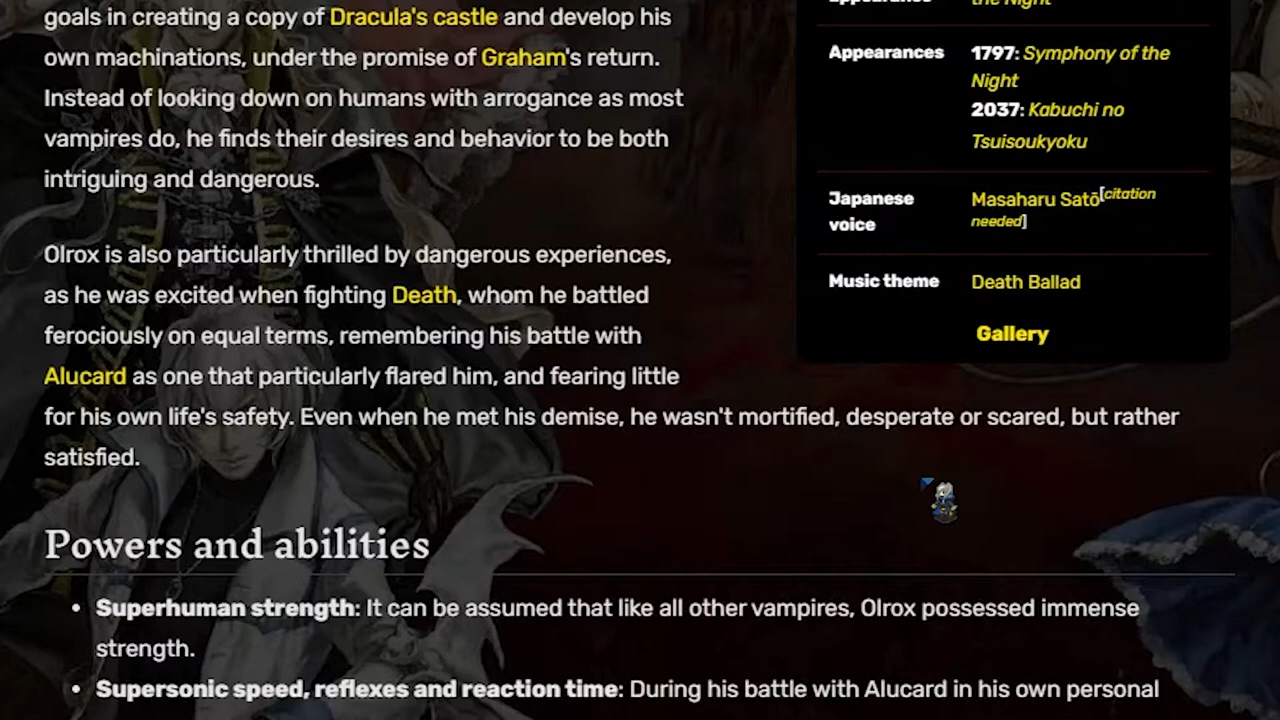 goals in creating a copy of Dracula's castle and develop his
own machinations, under the promise of Graham's return.
Instead of looking down on humans with arrogance as most
vampires do, he finds their desires and behavior to be both
intriguing and dangerous.
Olrox is also particularly thrilled by dangerous experiences,
as he was excited when fighting Death, whom he battled
ferociously on equal terms, remembering his battle with
Alucard as one that particularly flared him, and fearing little
for his own life's safety. Even when he met his demise, he wasn't mortified, desperate or scared, but rather
satisfied.
Powers and abilities
• Superhuman strength: It can be assumed that like all other vampires, Olrox possessed immense
strength.
• Supersonic speed, reflexes and reaction time: During his battle with Alucard in his own personal
the Night
Appearances 1797: Symphony of the
Night
2037: Kabuchi no
Tsuisoukyoku
Japanese Masaharu Satō[citation
voice needed]
Music theme Death Ballad
Gallery